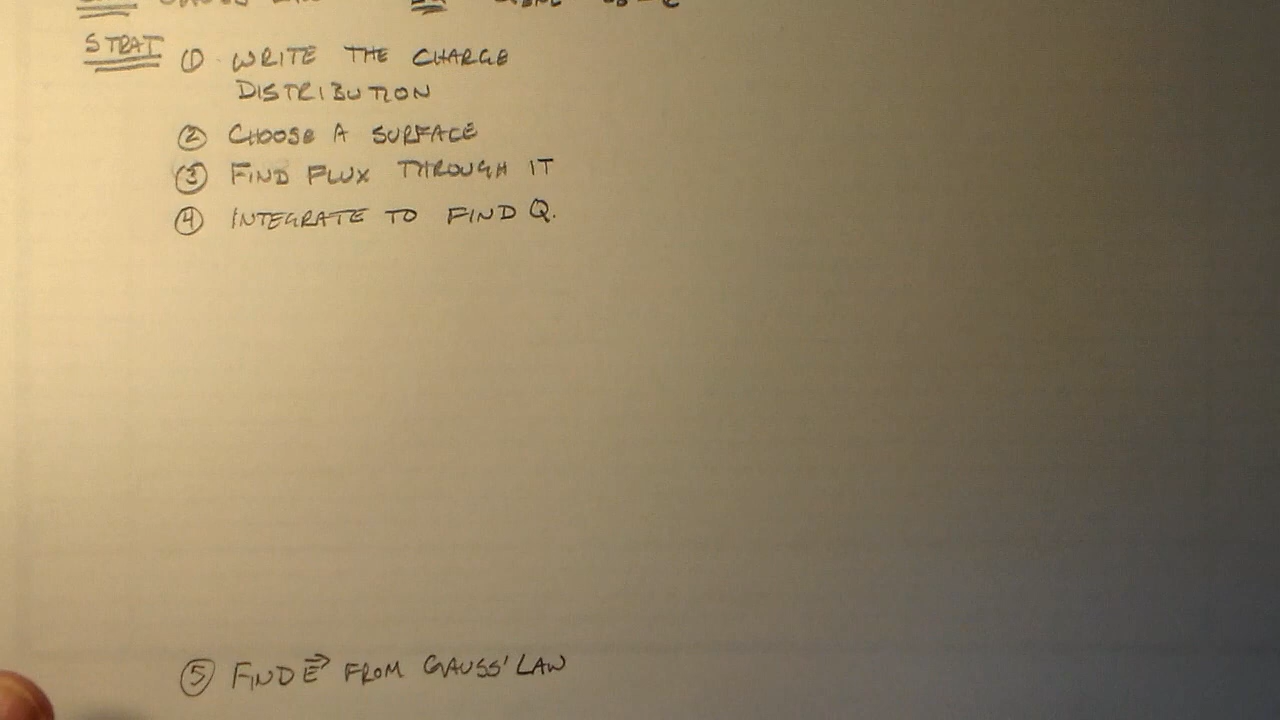 STRAT ① WRITE THE CHARGE
DISTRIBUTION
② CHOOSE A SURFACE
③ FIND FLUX THROUGH IT
④ INTEGRATE TO FIND Q.
⑤ FIND E⃗ FROM GAUSS' LAW